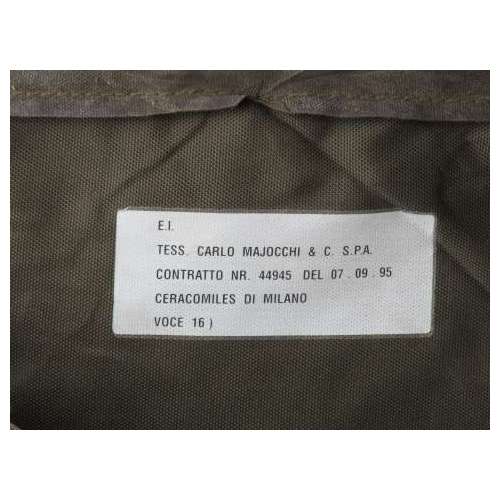 E.I.
TESS. CARLO MAJOCCHI & C. S.P.A.
CONTRATTO NR. 44945 DEL 07.09.95
CERACOMILES DI MILANO
VOCE 16)